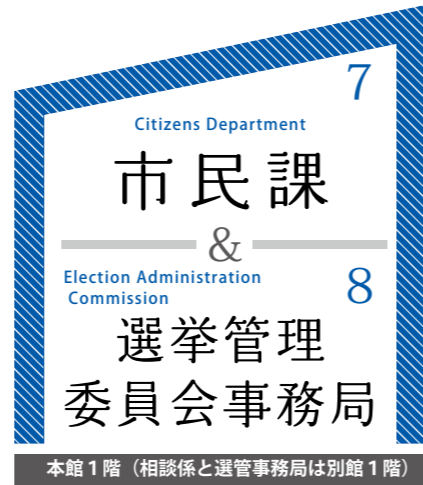 7
Citizens Department
市民課
&
Election Administration
Commission
8
選挙管理
委員会事務局
本館1階（相談係と選管事務局は別館1階）